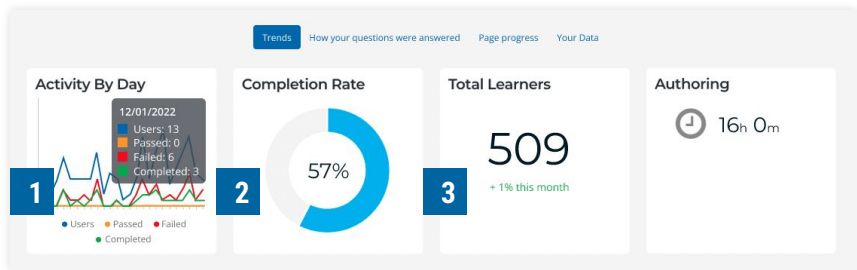 Trends How your questions were answered Page progress Your Data
Activity By Day
12/01/2022
Users: 13
Passed: 0
Failed: 6
Completed: 3
1
Users Passed Failed
Completed
Completion Rate
57%
2
Total Learners
509
+ 1% this month
3
Authoring
16h 0m